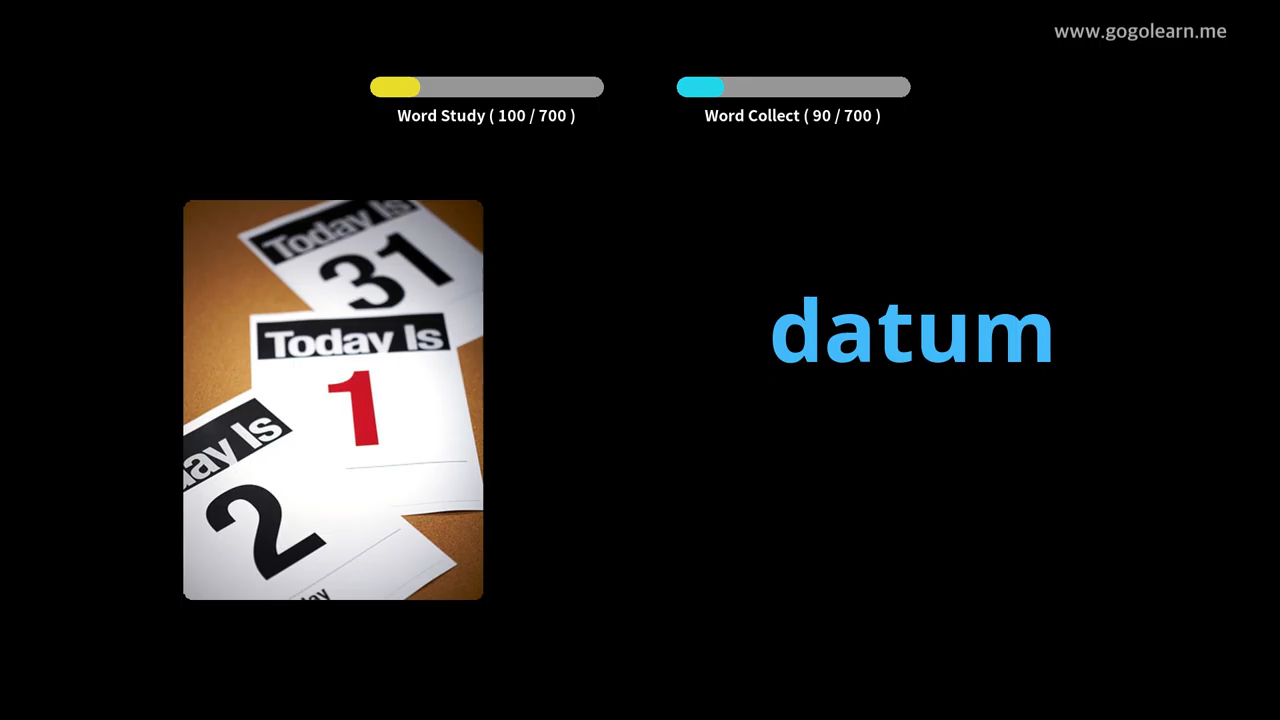 www.gogolearn.me
Word Study ( 100 / 700 )
Word Collect ( 90 / 700 )
Today Is
31
Today Is
1
datum
ay Is
2